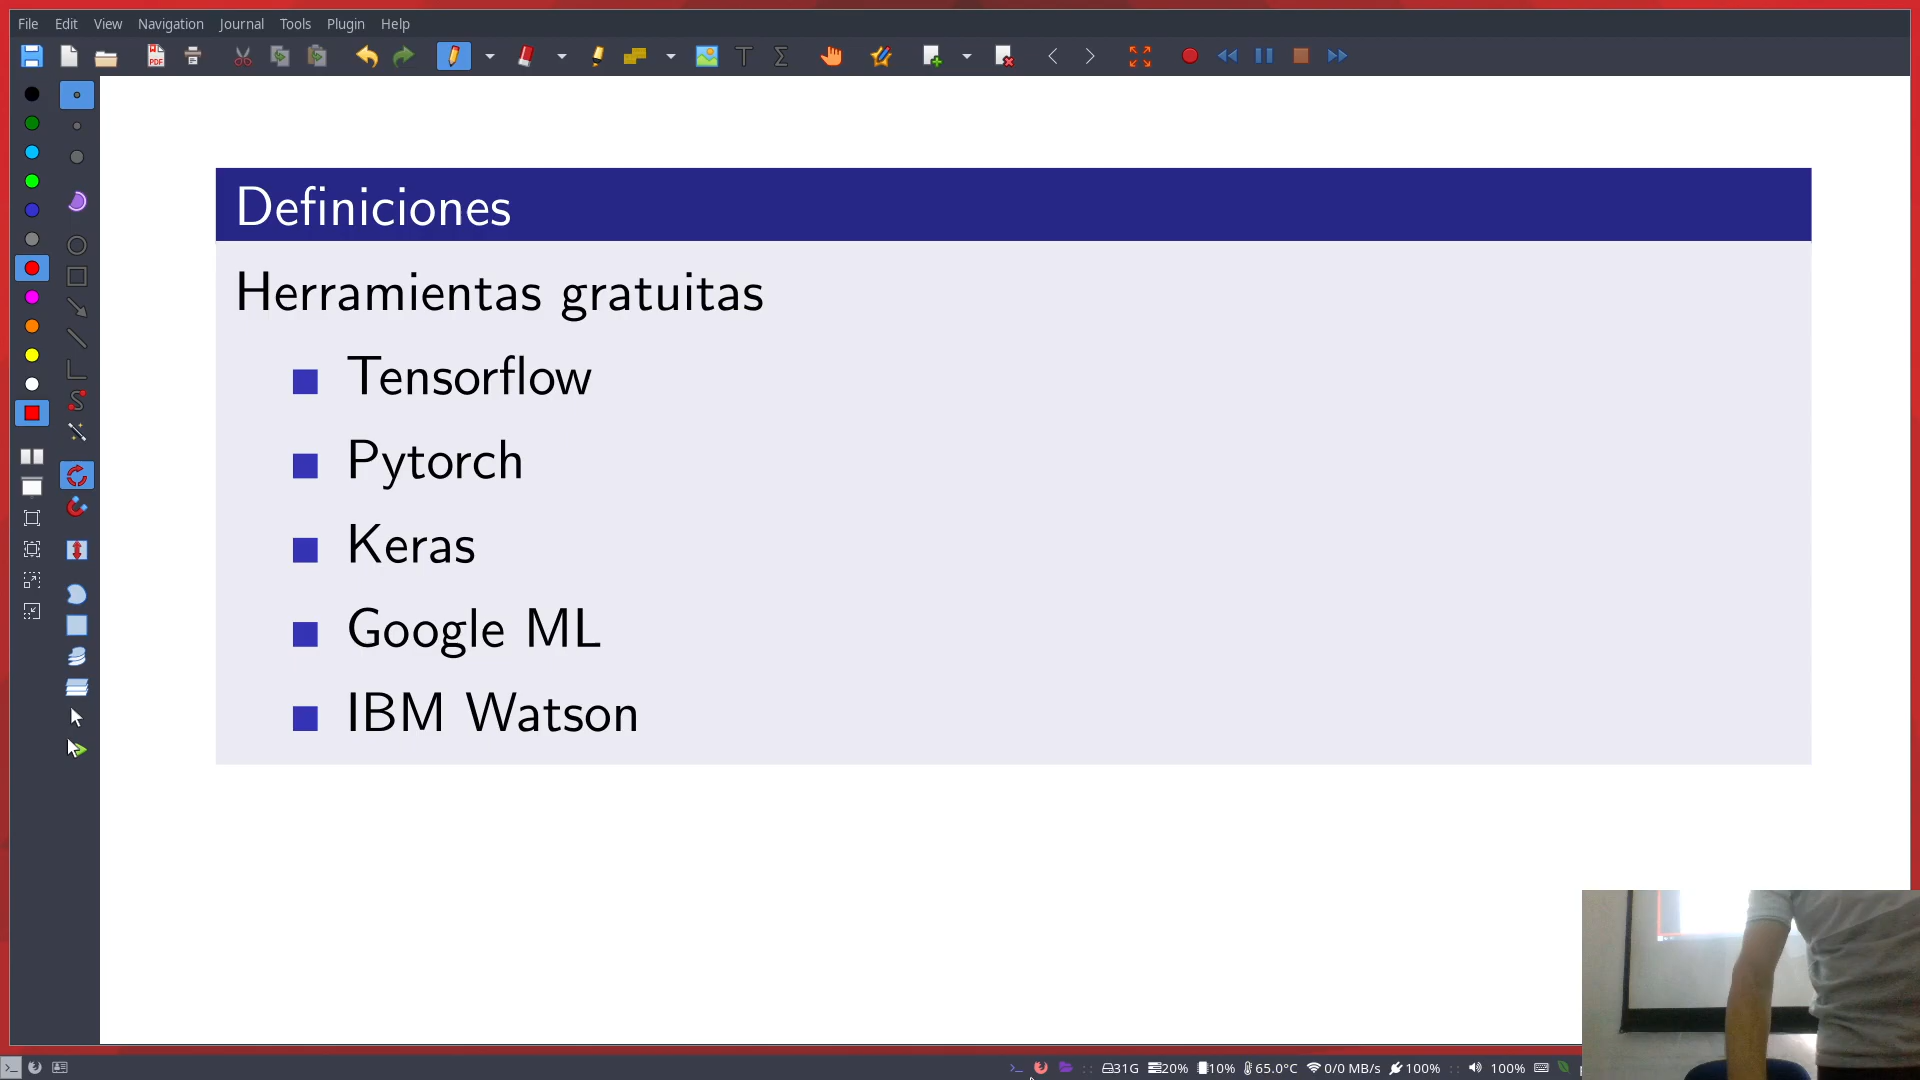 File Edit View Navigation Journal Tools Plugin Help
Definiciones
Herramientas gratuitas
Tensorflow
Pytorch
Keras
Google ML
IBM Watson
31G 20% 10% 65.0°C 0/0 MB/s 100% 100%